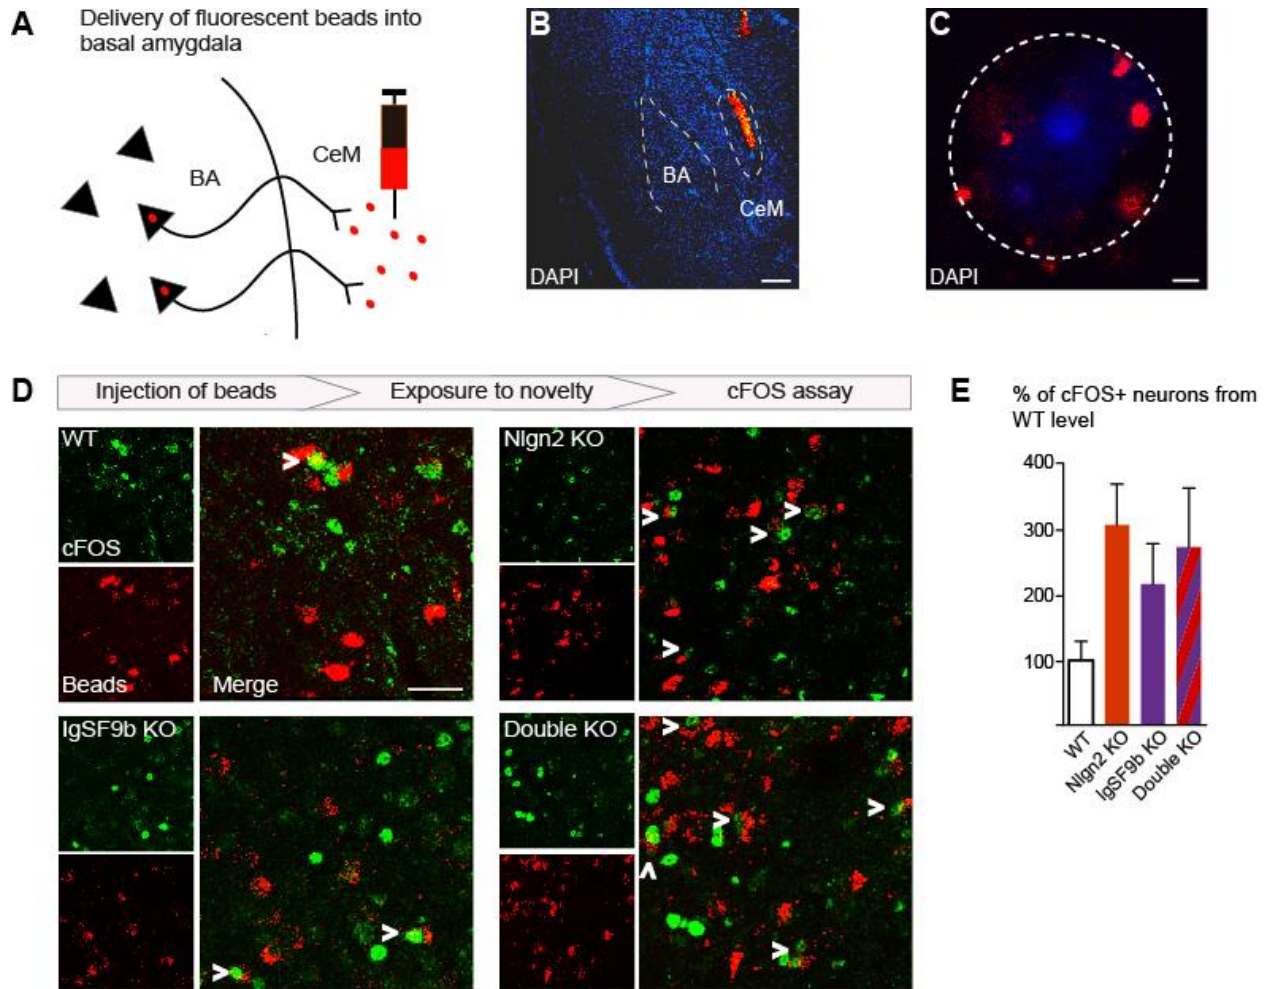 A
Delivery of fluorescent beads into
basal amygdala
BA
CeM
B
BA
CeM
DAPI
C
DAPI
D
Injection of beads
Exposure to novelty
cFOS assay
WT
cFOS
Beads
Merge
Nlgn2 KO
IgSF9b KO
Double KO
E
% of cFOS+ neurons from
WT level
400
300
200
100
WT
Nlgn2 KO
IgSF9b KO
Double KO